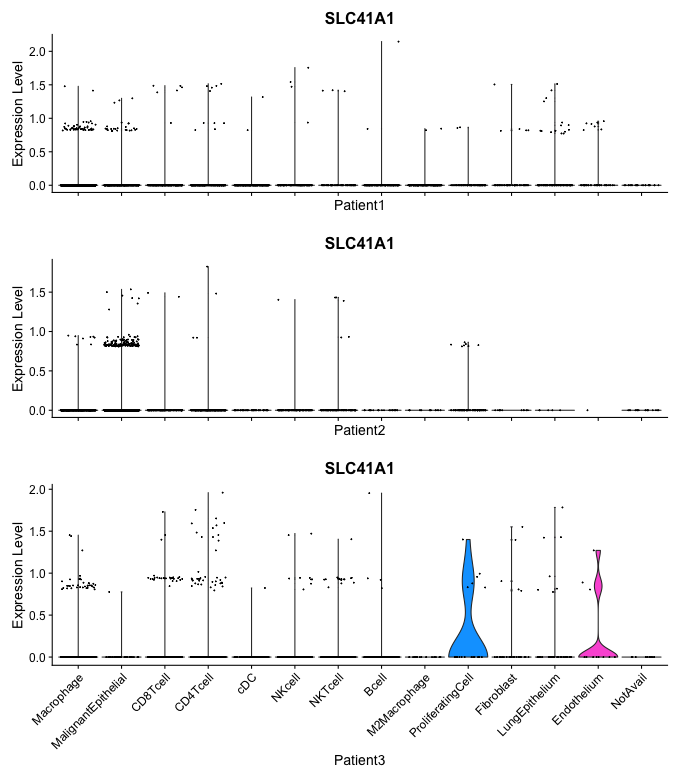 SLC41A1
Expression Level
2.0
1.5
1.0
0.5
0.0
Patient1
SLC41A1
Expression Level
1.5
1.0
0.5
0.0
Patient2
SLC41A1
Expression Level
2.0
1.5
1.0
0.5
0.0
Macrophage
MalignantEpithelial
CD8Tcell
CD4Tcell
cDC
NKcell
NKTcell
Bcell
M2Macrophage
ProliferatingCell
Fibroblast
LungEpithelium
Endothelium
NotAvail
Patient3